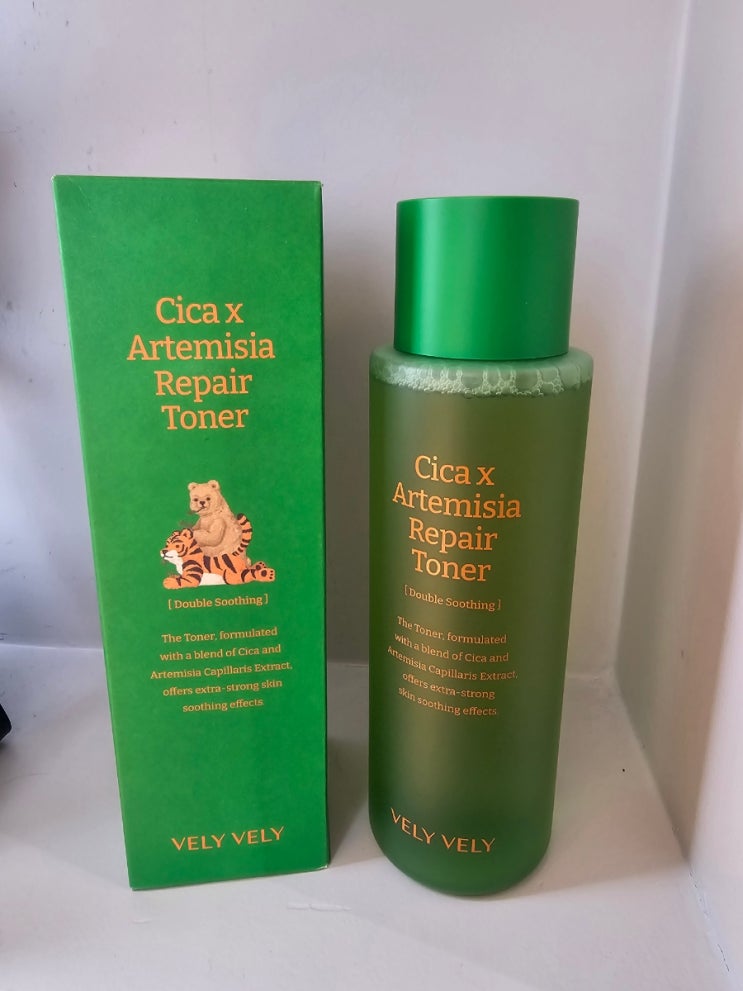 Cica x
Artemisia
Repair
Toner
[ Double Soothing ]
The Toner, formulated
with a blend of Cica and
Artemisia Capillaris Extract,
offers extra-strong skin
soothing effects.
VELY VELY
Cica x
Artemisia
Repair
Toner
[ Double Soothing ]
The Toner, formulated
with a blend of Cica and
Artemisia Capillaris Extract,
offers extra-strong
skin soothing effects.
VELY VELY